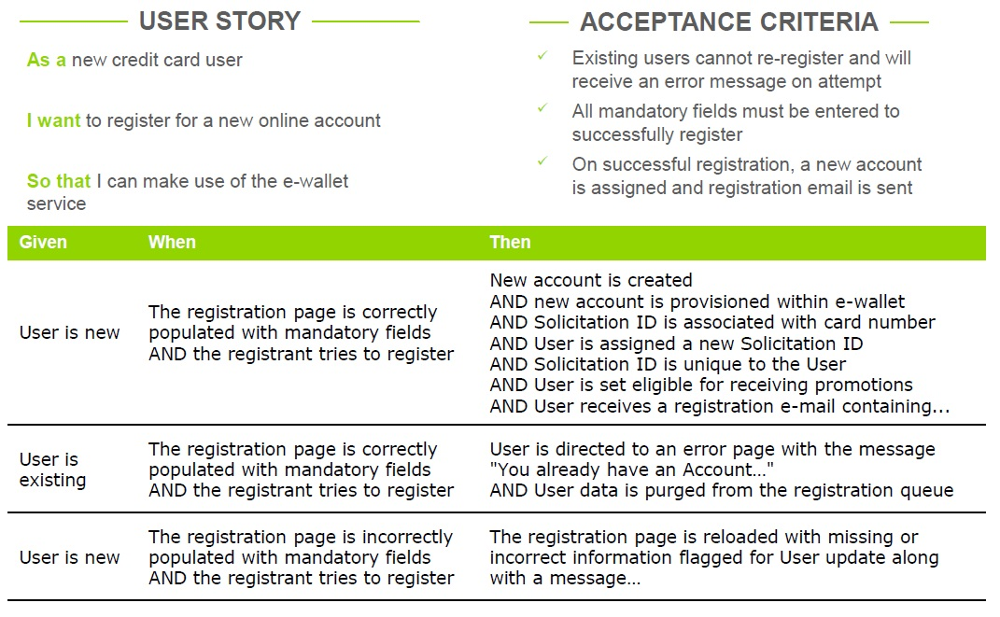 USER STORY
As a new credit card user
I want to register for a new online account
So that I can make use of the e-wallet
service
ACCEPTANCE CRITERIA
Existing users cannot re-register and will
receive an error message on attempt
All mandatory fields must be entered to
successfully register
On successful registration, a new account
is assigned and registration email is sent
Given When Then
User is new
The registration page is correctly
populated with mandatory fields
AND the registrant tries to register
New account is created
AND new account is provisioned within e-wallet
AND Solicitation ID is associated with card number
AND User is assigned a new Solicitation ID
AND Solicitation ID is unique to the User
AND User is set eligible for receiving promotions
AND User receives a registration e-mail containing...
User is
existing
The registration page is correctly
populated with mandatory fields
AND the registrant tries to register
User is directed to an error page with the message
"You already have an Account…"
AND User data is purged from the registration queue
User is new
The registration page is incorrectly
populated with mandatory fields
AND the registrant tries to register
The registration page is reloaded with missing or
incorrect information flagged for User update along
with a message…